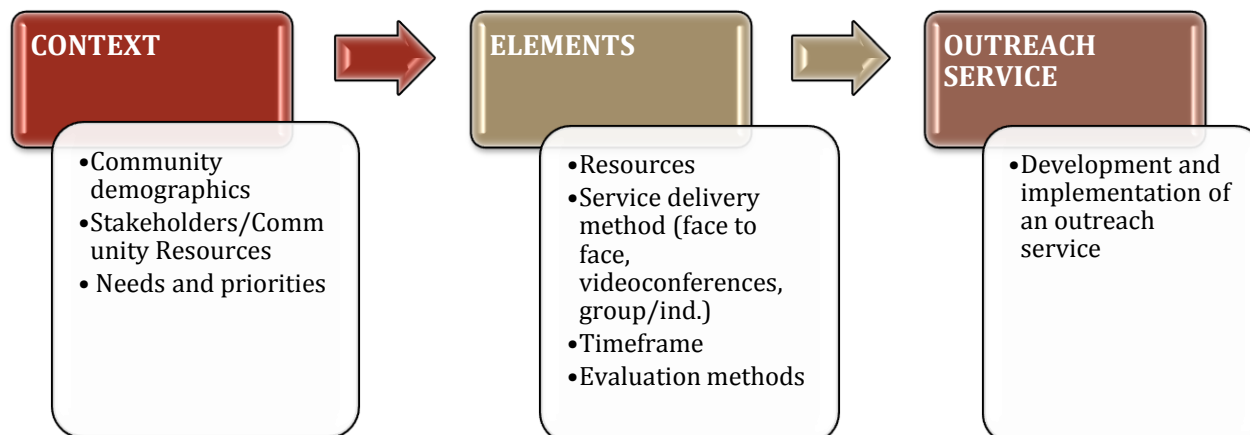 CONTEXT
•Community
demographics
•Stakeholders/Comm
unity Resources
• Needs and priorities
ELEMENTS
•Resources
•Service delivery
method (face to
face,
videoconferences,
group/ind.)
•Timeframe
•Evaluation methods
OUTREACH
SERVICE
•Development and
implementation of
an outreach
service